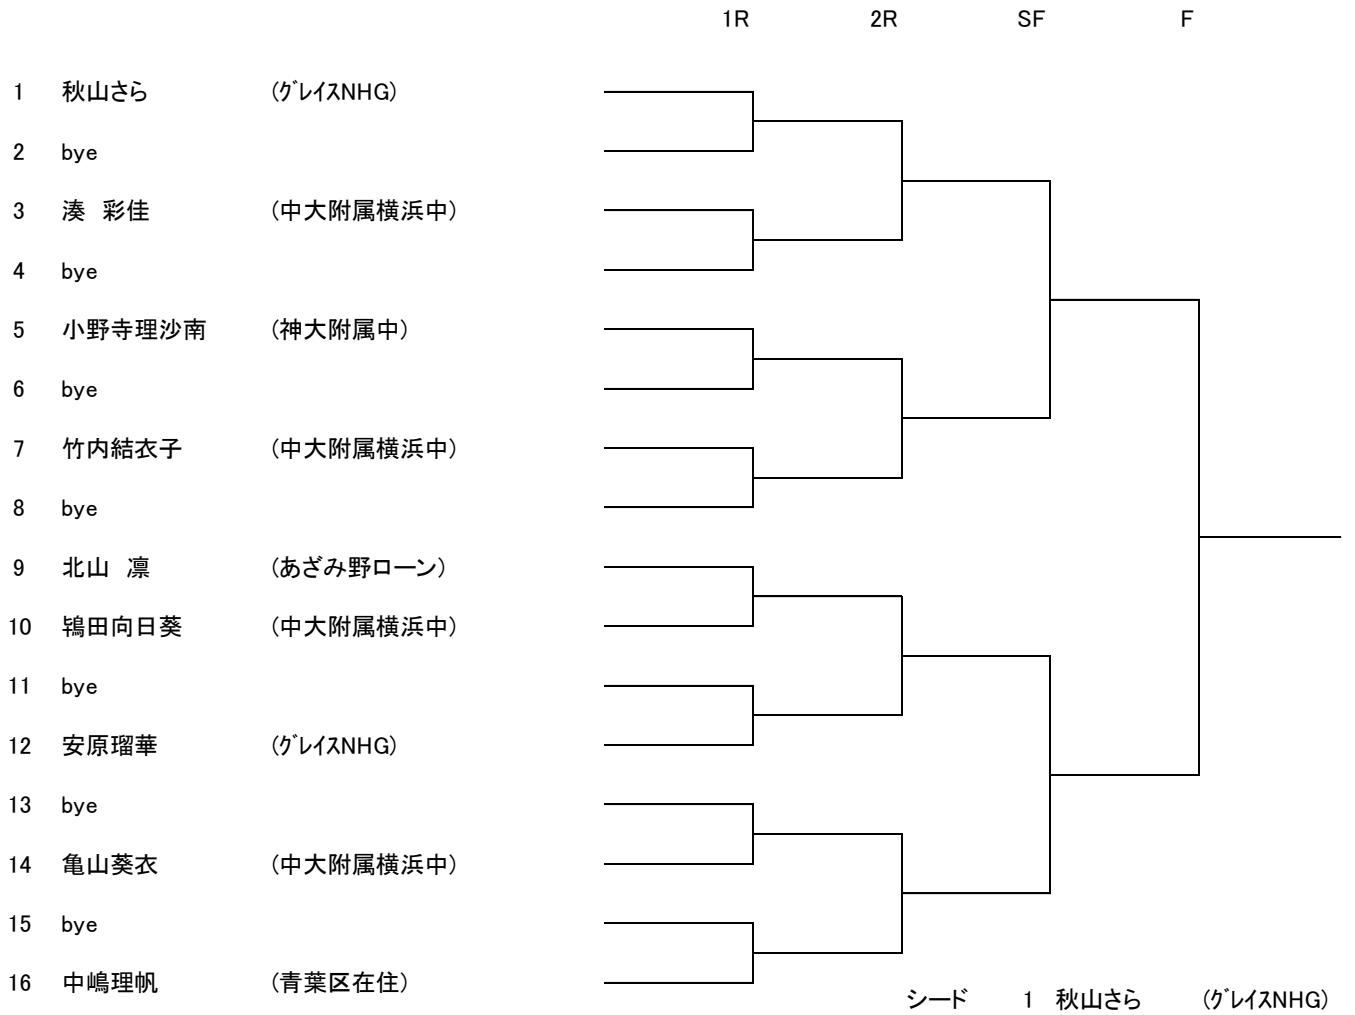 1R 2R SF F
1 秋山さら (ｸﾞﾚｲｽNHG)
2 bye
3 湊　彩佳 (中大附属横浜中)
4 bye
5 小野寺理沙南 (神大附属中)
6 bye
7 竹内結衣子 (中大附属横浜中)
8 bye
9 北山　凛 (あざみ野ローン)
10 鴇田向日葵 (中大附属横浜中)
11 bye
12 安原瑠華 (ｸﾞﾚｲｽNHG)
13 bye
14 亀山葵衣 (中大附属横浜中)
15 bye
16 中嶋理帆 (青葉区在住)
シード 1 秋山さら (ｸﾞﾚｲｽNHG)